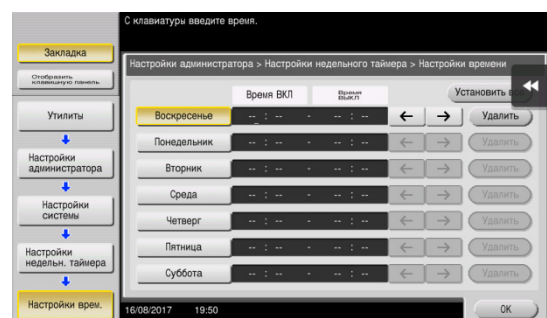 С клавиатуры введите время.
Закладка
Отобразить
клавишную панель.
Настройки администратора > Настройки недельного таймера > Настройки времени
Время ВКЛ
Время
ВЫКЛ
Установить все
Утилиты
Воскресенье -- : -- - -- : -- ← → Удалить
Понедельник -- : -- - -- : -- ← → Удалить
Настройки
администратора
Вторник -- : -- - -- : -- ← → Удалить
Среда -- : -- - -- : -- ← → Удалить
Настройки
системы
Четверг -- : -- - -- : -- ← → Удалить
Пятница -- : -- - -- : -- ← → Удалить
Настройки
недельн. таймера
Суббота -- : -- - -- : -- ← → Удалить
Настройки врем.
16/08/2017 19:50
OK